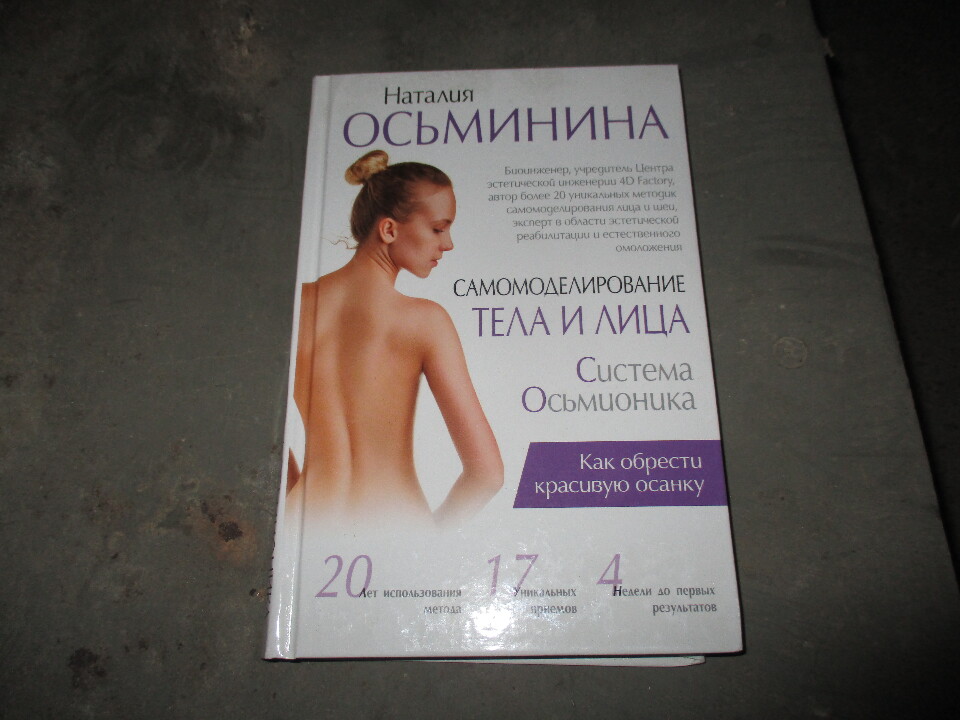 Наталия
ОСЬМИНИНА
Биоинженер, учредитель Центра
эстетической инженерии 4D Factory,
автор более 20 уникальных методик
самомоделирования лица и шеи,
эксперт в области эстетической
реабилитации и естественного
омоложения
САМОМОДЕЛИРОВАНИЕ
ТЕЛА И ЛИЦА
Система
Осьмионика
Как обрести
красивую осанку
20 Лет использования
метода
17 Уникальных
приемов
4 Недели до первых
результатов